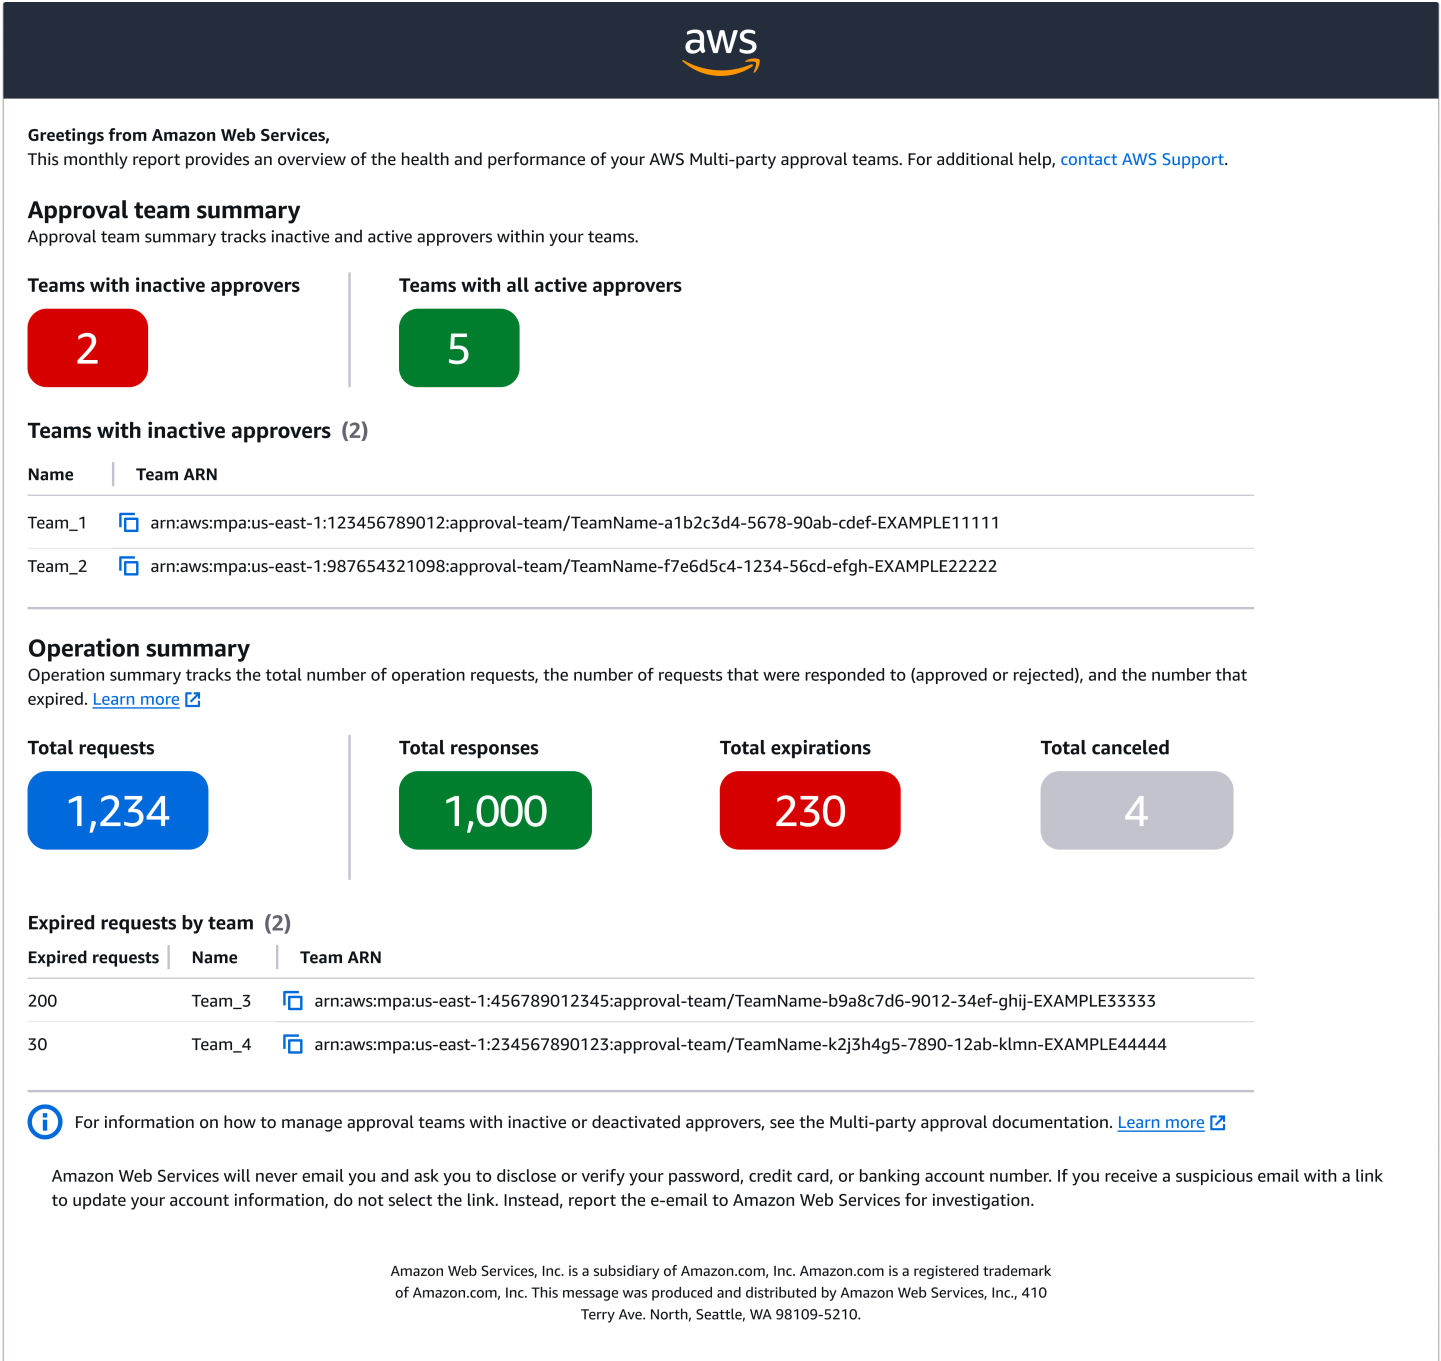 aws
Greetings from Amazon Web Services,
This monthly report provides an overview of the health and performance of your AWS Multi-party approval teams. For additional help, contact AWS Support.
Approval team summary
Approval team summary tracks inactive and active approvers within your teams.
Teams with inactive approvers
Teams with all active approvers
2
5
Teams with inactive approvers (2)
Name
Team ARN
Team_1 arn:aws:mpa:us-east-1:123456789012:approval-team/TeamName-a1b2c3d4-5678-90ab-cdef-EXAMPLE11111
Team_2 arn:aws:mpa:us-east-1:987654321098:approval-team/TeamName-f7e6d5c4-1234-56cd-efgh-EXAMPLE22222
Operation summary
Operation summary tracks the total number of operation requests, the number of requests that were responded to (approved or rejected), and the number that
expired. Learn more
Total requests
Total responses
Total expirations
Total canceled
1,234
1,000
230
4
Expired requests by team (2)
Expired requests
Name
Team ARN
200 Team_3 arn:aws:mpa:us-east-1:456789012345:approval-team/TeamName-b9a8c7d6-9012-34ef-ghij-EXAMPLE33333
30 Team_4 arn:aws:mpa:us-east-1:234567890123:approval-team/TeamName-k2j3h4g5-7890-12ab-klmn-EXAMPLE44444
For information on how to manage approval teams with inactive or deactivated approvers, see the Multi-party approval documentation. Learn more
Amazon Web Services will never email you and ask you to disclose or verify your password, credit card, or banking account number. If you receive a suspicious email with a link
to update your account information, do not select the link. Instead, report the e-email to Amazon Web Services for investigation.
Amazon Web Services, Inc. is a subsidiary of Amazon.com, Inc. Amazon.com is a registered trademark
of Amazon.com, Inc. This message was produced and distributed by Amazon Web Services, Inc., 410
Terry Ave. North, Seattle, WA 98109-5210.